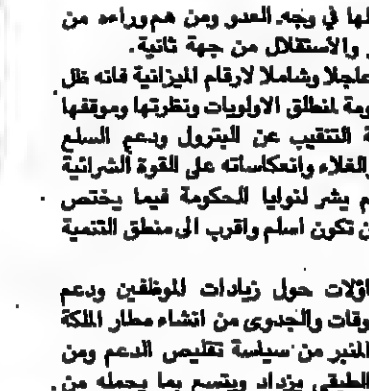 لها في وجه العدو ومن هم وراءه من
والأستقلال من جهة ثانية.
عاجلا وشاملا لارقام الميزانية فانه ظل
ومة لمنطلق الاولويات ونظرتها وموقفها
ة التنقيب عن البترول ودعم السلع
والغلاء وانعكاساته على القوة الشرائية
م يشر لنوايا الحكومة فيما يختص
ن تكون اسلم واقرب الى منطق التنمية
اؤلات حول زيادات الموظفين ودعم
وقات والجدوى من انشاء مطار الملكة
المنبر من سياسة تقليص الدعم ومن
الطبقي يزداد ويتسع بما يحمله من